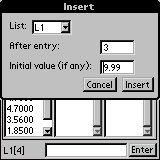 Insert
List: L1
After entry: 3
Initial value (if any): 9.99
Cancel Insert
4.7000
3.5600
1.8500
L1[4] Enter